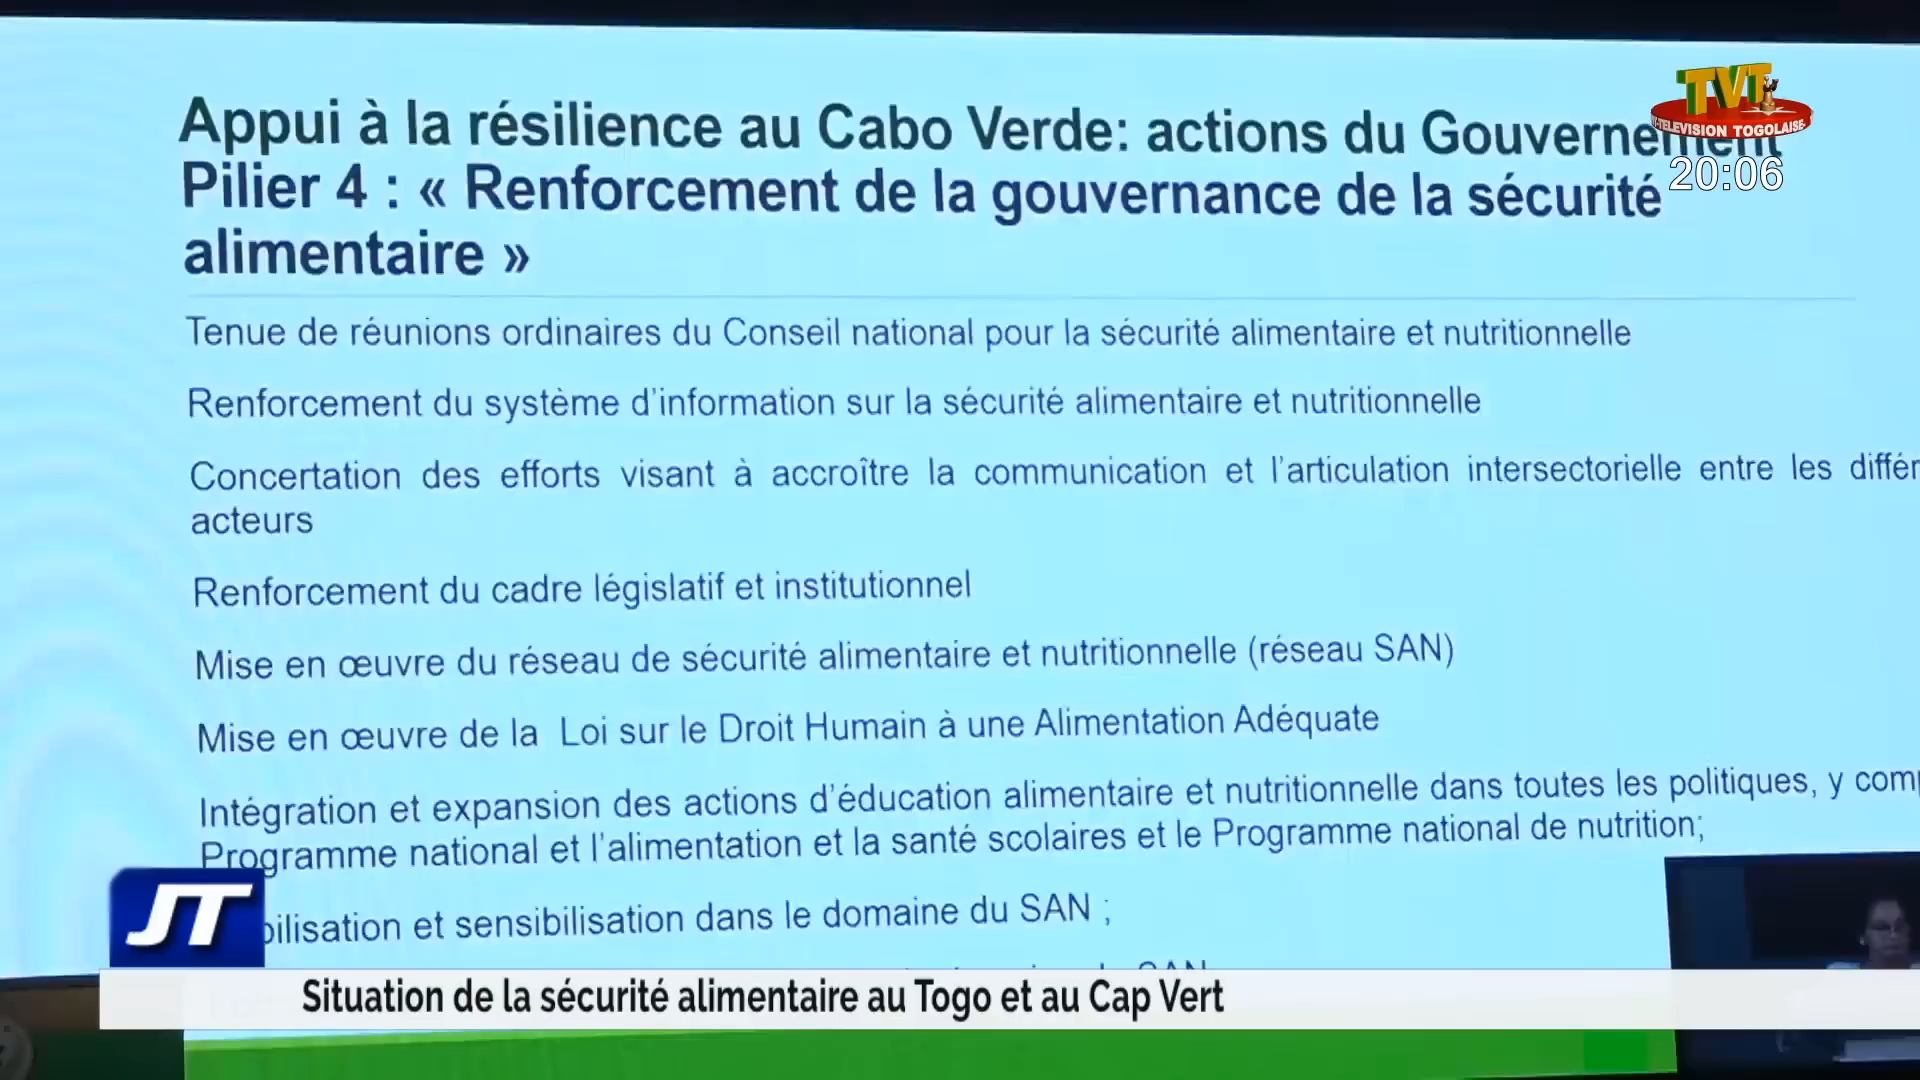 Appui à la résilience au Cabo Verde: actions du Gouvernement
Pilier 4 : « Renforcement de la gouvernance de la sécurité
alimentaire »
TVT
TELEVISION TOGOLAISE
20:06
Tenue de réunions ordinaires du Conseil national pour la sécurité alimentaire et nutritionnelle
Renforcement du système d'information sur la sécurité alimentaire et nutritionnelle
Concertation des efforts visant à accroître la communication et l'articulation intersectorielle entre les différ
acteurs
Renforcement du cadre législatif et institutionnel
Mise en œuvre du réseau de sécurité alimentaire et nutritionnelle (réseau SAN)
Mise en œuvre de la Loi sur le Droit Humain à une Alimentation Adéquate
Intégration et expansion des actions d'éducation alimentaire et nutritionnelle dans toutes les politiques, y comp
Programme national et l'alimentation et la santé scolaires et le Programme national de nutrition;
bilisation et sensibilisation dans le domaine du SAN ;
SAN
JT
Situation de la sécurité alimentaire au Togo et au Cap Vert